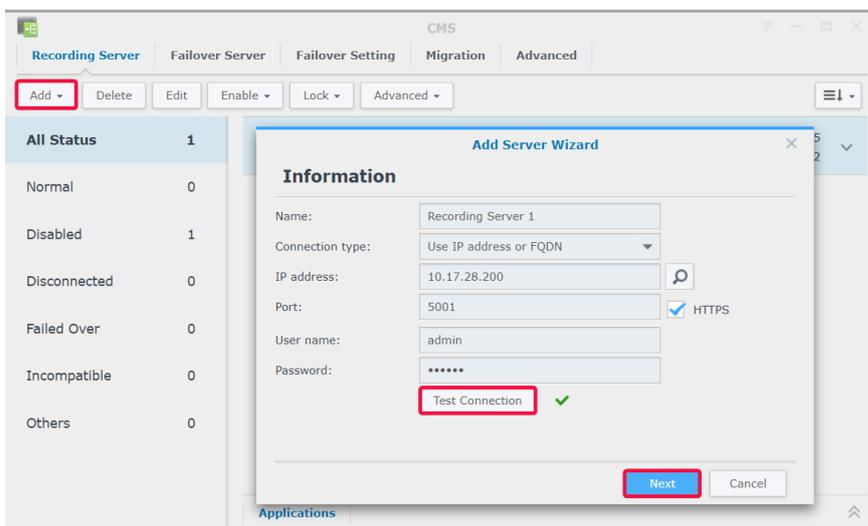 CMS
Recording Server Failover Server Failover Setting Migration Advanced
Add Delete Edit Enable Lock Advanced
All Status 1
Normal 0
Disabled 1
Disconnected 0
Failed Over 0
Incompatible 0
Others 0
5
2
Add Server Wizard
Information
Name: Recording Server 1
Connection type: Use IP address or FQDN
IP address: 10.17.28.200
Port: 5001 HTTPS
User name: admin
Password: ••••••
Test Connection
Next Cancel
Applications